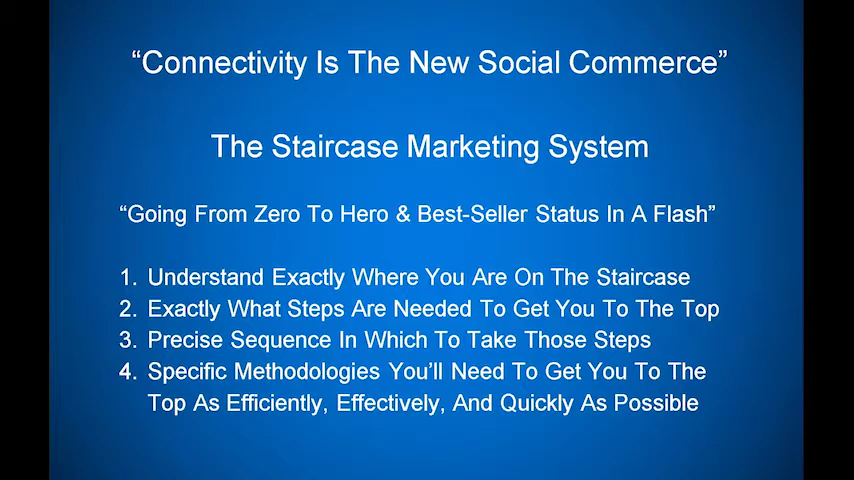 “Connectivity Is The New Social Commerce”
The Staircase Marketing System
“Going From Zero To Hero & Best-Seller Status In A Flash”
1. Understand Exactly Where You Are On The Staircase
2. Exactly What Steps Are Needed To Get You To The Top
3. Precise Sequence In Which To Take Those Steps
4. Specific Methodologies You’ll Need To Get You To The
Top As Efficiently, Effectively, And Quickly As Possible